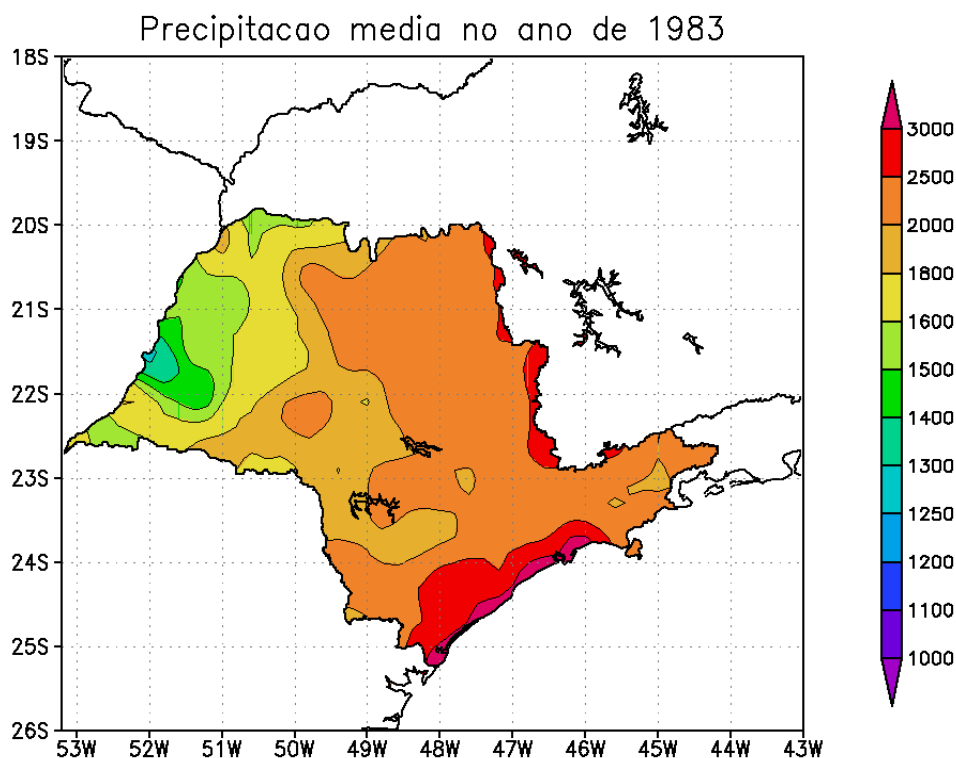 Precipitacao media no ano de 1983
18S
19S
20S
21S
22S
23S
24S
25S
26S
53W 52W 51W 50W 49W 48W 47W 46W 45W 44W 43W
3000
2500
2000
1800
1600
1500
1400
1300
1250
1200
1100
1000